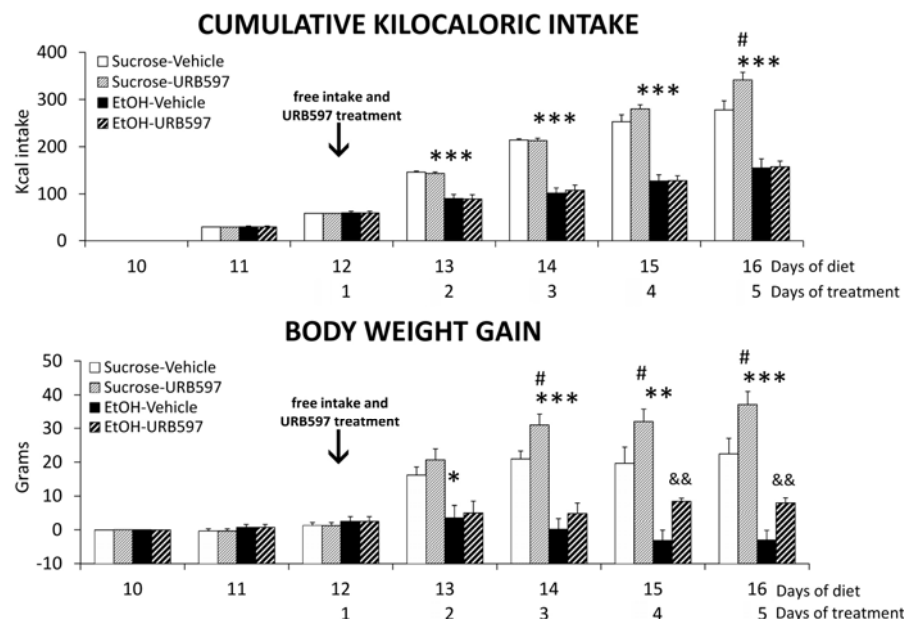 CUMULATIVE KILOCALORIC INTAKE
Kcal intake
400
300
200
100
0
Sucrose-Vehicle
Sucrose-URB597
EtOH-Vehicle
EtOH-URB597
free intake and
URB597 treatment
***
***
***
#
***
10 11 12 13 14 15 16 Days of diet
1 2 3 4 5 Days of treatment
BODY WEIGHT GAIN
Grams
50
40
30
20
10
0
-10
Sucrose-Vehicle
Sucrose-URB597
EtOH-Vehicle
EtOH-URB597
free intake and
URB597 treatment
*
#
***
#
**
&&
#
***
&&
10 11 12 13 14 15 16 Days of diet
1 2 3 4 5 Days of treatment